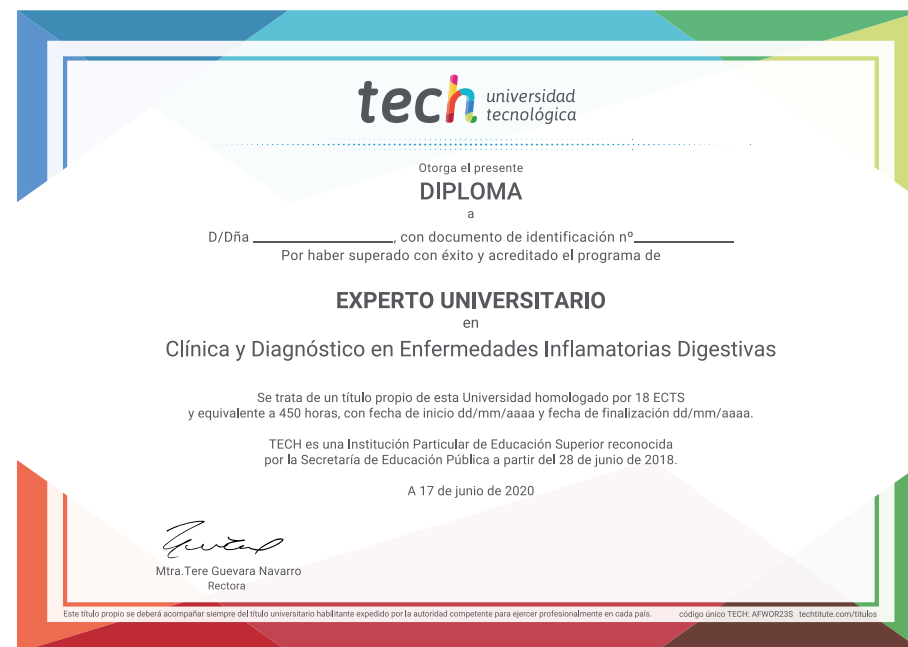 tech universidad
tecnológica
Otorga el presente
DIPLOMA
a
D/Dña ____________________, con documento de identificación nº______________
Por haber superado con éxito y acreditado el programa de
EXPERTO UNIVERSITARIO
en
Clínica y Diagnóstico en Enfermedades Inflamatorias Digestivas
Se trata de un título propio de esta Universidad homologado por 18 ECTS
y equivalente a 450 horas, con fecha de inicio dd/mm/aaaa y fecha de finalización dd/mm/aaaa.
TECH es una Institución Particular de Educación Superior reconocida
por la Secretaría de Educación Pública a partir del 28 de junio de 2018.
A 17 de junio de 2020
Mtra.Tere Guevara Navarro
Rectora
Este título propio se deberá acompañar siempre del título universitario habilitante expedido por la autoridad competente para ejercer profesionalmente en cada país. código único TECH: AFWOR23S techtitute.com/títulos